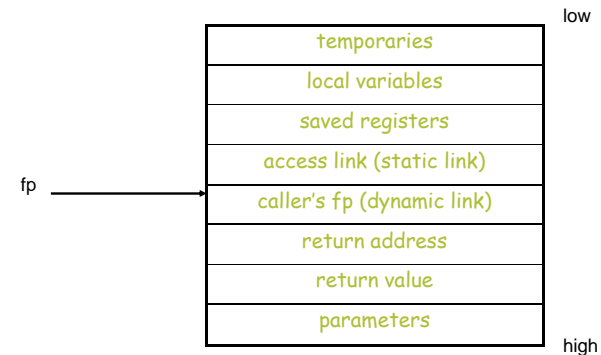 low
temporaries
local variables
saved registers
access link (static link)
fp
caller's fp (dynamic link)
return address
return value
parameters
high